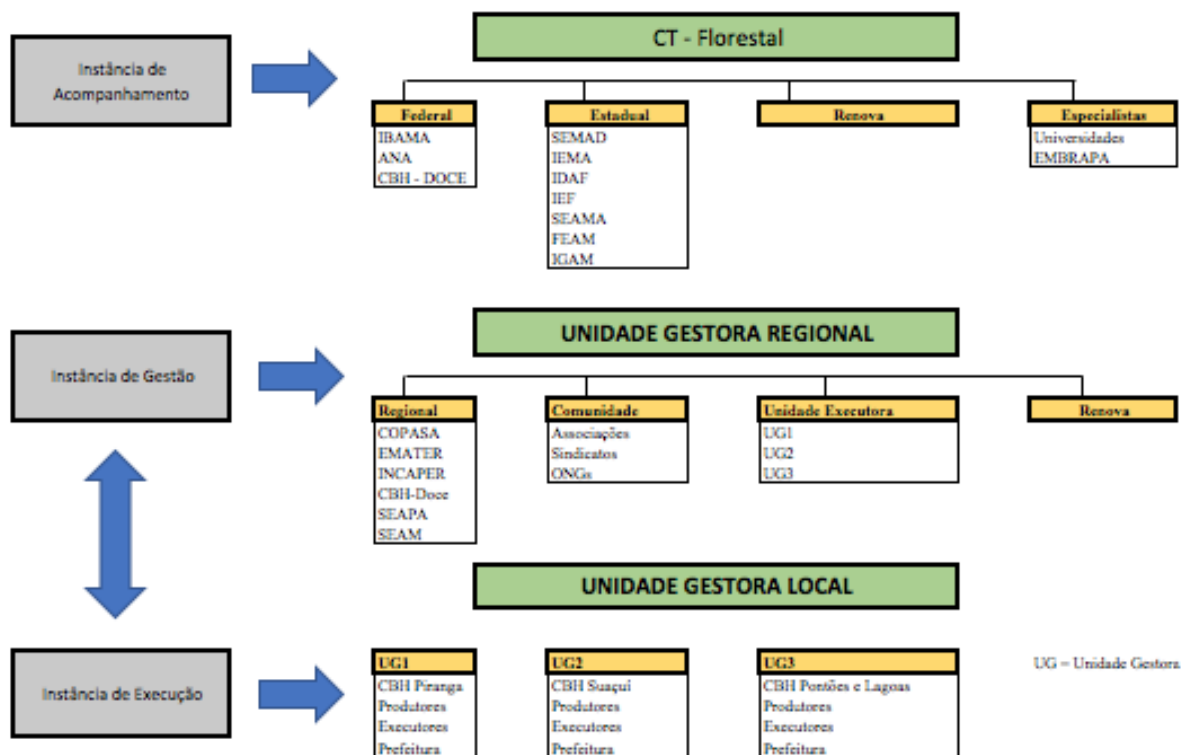 Instância de
Acompanhamento
CT - Florestal
Federal
IBAMA
ANA
CBH - DOCE
Estadual
SEMAD
IEMA
IDAF
IEF
SEAMA
FEAM
IGAM
Renova
Especialistas
Universidades
EMBRAPA
Instância de Gestão
UNIDADE GESTORA REGIONAL
Regional
COPASA
EMATER
INCAPER
CBH-Doce
SEAPA
SEAM
Comunidade
Associações
Sindicatos
ONGs
Unidade Executora
UG1
UG2
UG3
Renova
UNIDADE GESTORA LOCAL
Instância de Execução
UG1
CBH Piranga
Produtores
Executores
Prefeitura
UG2
CBH Suaçui
Produtores
Executores
Prefeitura
UG3
CBH Pontões e Lagoas
Produtores
Executores
Prefeitura
UG = Unidade Gestora